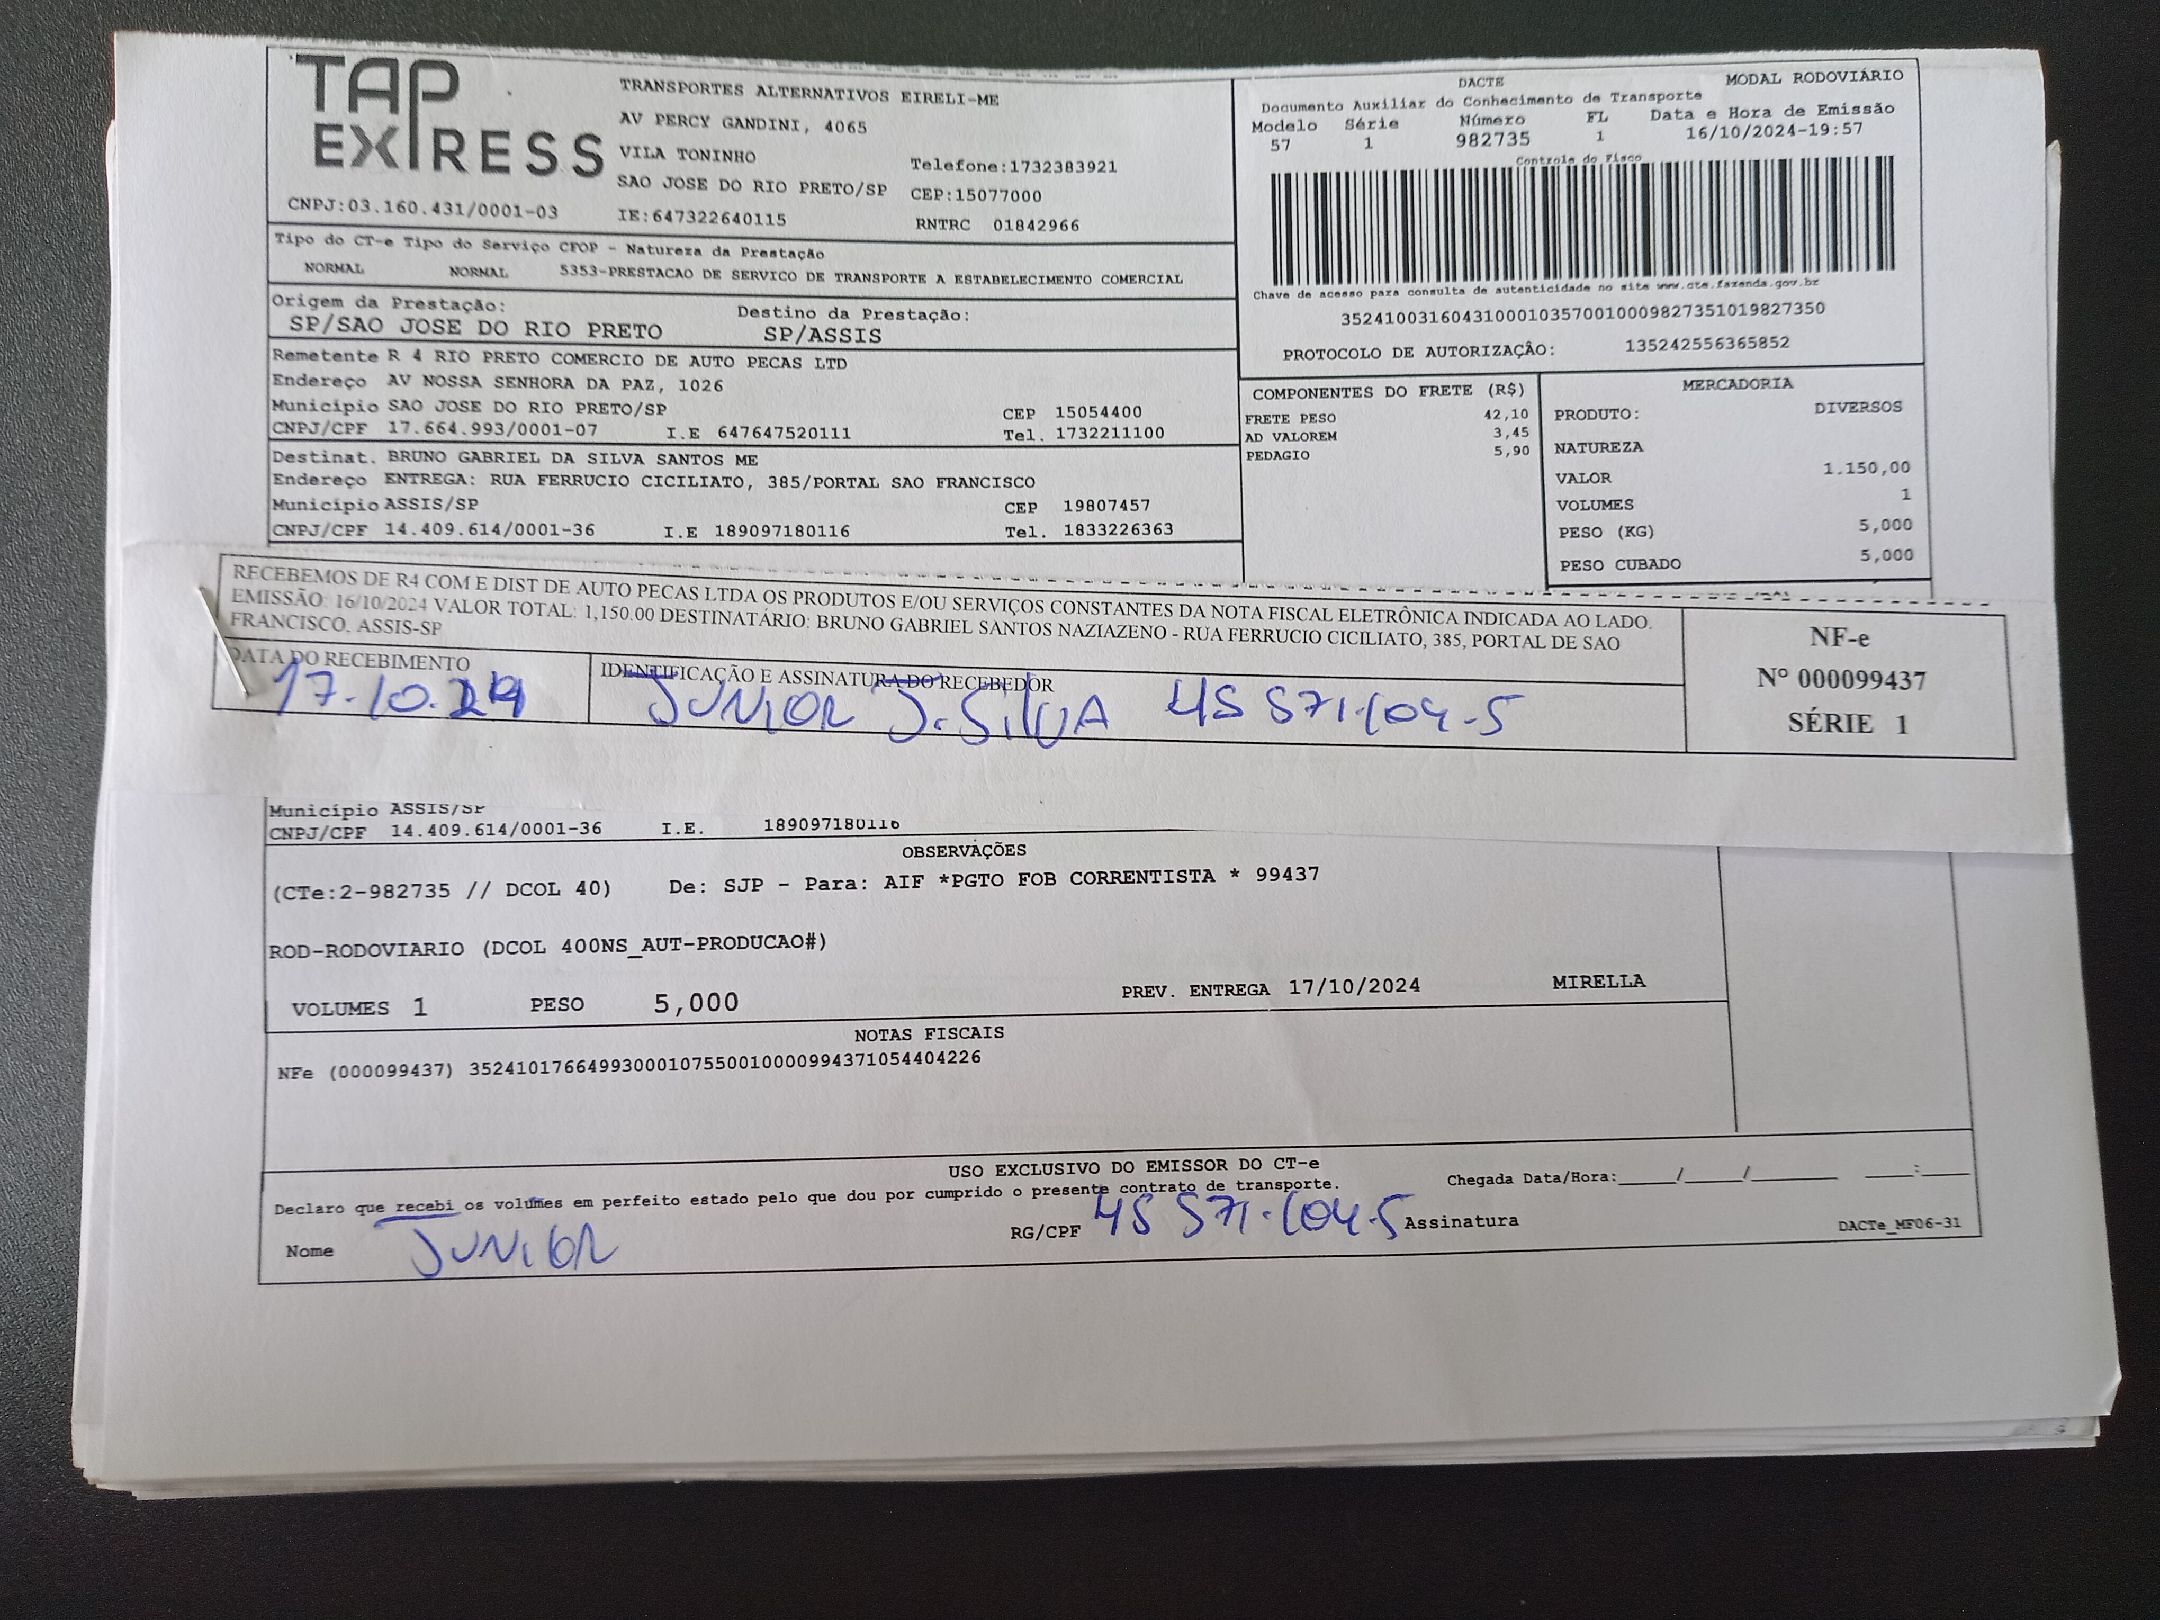 TAP
EXPRESS
TRANSPORTES ALTERNATIVOS EIRELI-ME
AV PERCY GANDINI, 4065
VILA TONINHO
Telefone:1732383921
SAO JOSE DO RIO PRETO/SP CEP:15077000
CNPJ:03.160.431/0001-03 IE:647322640115 RNTRC 01842966
DACTE MODAL RODOVIÁRIO
Documento Auxiliar do Conhecimento de Transporte
Modelo Série Número FL Data e Hora de Emissão
57 1 982735 1 16/10/2024-19:57
Controle do Fisco
Chave de acesso para consulta de autenticidade no site www.cte.fazenda.gov.br
35241003160431000103570010009827351019827350
PROTOCOLO DE AUTORIZAÇÃO: 135242556365852
Tipo do CT-e Tipo do Serviço CFOP - Natureza da Prestação
NORMAL NORMAL 5353-PRESTACAO DE SERVICO DE TRANSPORTE A ESTABELECIMENTO COMERCIAL
Origem da Prestação: Destino da Prestação:
SP/SAO JOSE DO RIO PRETO SP/ASSIS
Remetente R 4 RIO PRETO COMERCIO DE AUTO PECAS LTD
Endereço AV NOSSA SENHORA DA PAZ, 1026
Município SAO JOSE DO RIO PRETO/SP CEP 15054400
CNPJ/CPF 17.664.993/0001-07 I.E 647647520111 Tel. 1732211100
Destinat. BRUNO GABRIEL DA SILVA SANTOS ME
Endereço ENTREGA: RUA FERRUCIO CICILIATO, 385/PORTAL SAO FRANCISCO
Município ASSIS/SP CEP 19807457
CNPJ/CPF 14.409.614/0001-36 I.E 189097180116 Tel. 1833226363
COMPONENTES DO FRETE (R$)
FRETE PESO 42,10
AD VALOREM 3,45
PEDAGIO 5,90
MERCADORIA
PRODUTO: DIVERSOS
NATUREZA
VALOR 1.150,00
VOLUMES 1
PESO (KG) 5,000
PESO CUBADO 5,000
RECEBEMOS DE R4 COM E DIST DE AUTO PECAS LTDA OS PRODUTOS E/OU SERVIÇOS CONSTANTES DA NOTA FISCAL ELETRÔNICA INDICADA AO LADO.
EMISSÃO: 16/10/2024 VALOR TOTAL: 1,150.00 DESTINATÁRIO: BRUNO GABRIEL SANTOS NAZIAZENO - RUA FERRUCIO CICILIATO, 385, PORTAL DE SAO
FRANCISCO, ASSIS-SP
DATA DO RECEBIMENTO IDENTIFICAÇÃO E ASSINATURA DO RECEBEDOR
17.10.24 JUNIOR J. SILVA 45 571.104-5
NF-e
Nº 000099437
SÉRIE 1
Município ASSIS/SP
CNPJ/CPF 14.409.614/0001-36 I.E. 189097180116
OBSERVAÇÕES
(CTe:2-982735 // DCOL 40) De: SJP - Para: AIF *PGTO FOB CORRENTISTA * 99437
ROD-RODOVIARIO (DCOL 400NS_AUT-PRODUCAO#)
VOLUMES 1 PESO 5,000 PREV. ENTREGA 17/10/2024 MIRELLA
NOTAS FISCAIS
NFe (000099437) 35241017664993000107550010000994371054404226
USO EXCLUSIVO DO EMISSOR DO CT-e
Declaro que recebi os volumes em perfeito estado pelo que dou por cumprido o presente contrato de transporte. Chegada Data/Hora:____/____/______ ____:____
Nome JUNIOR RG/CPF 45 571.104-5 Assinatura DACTe_MF06-31